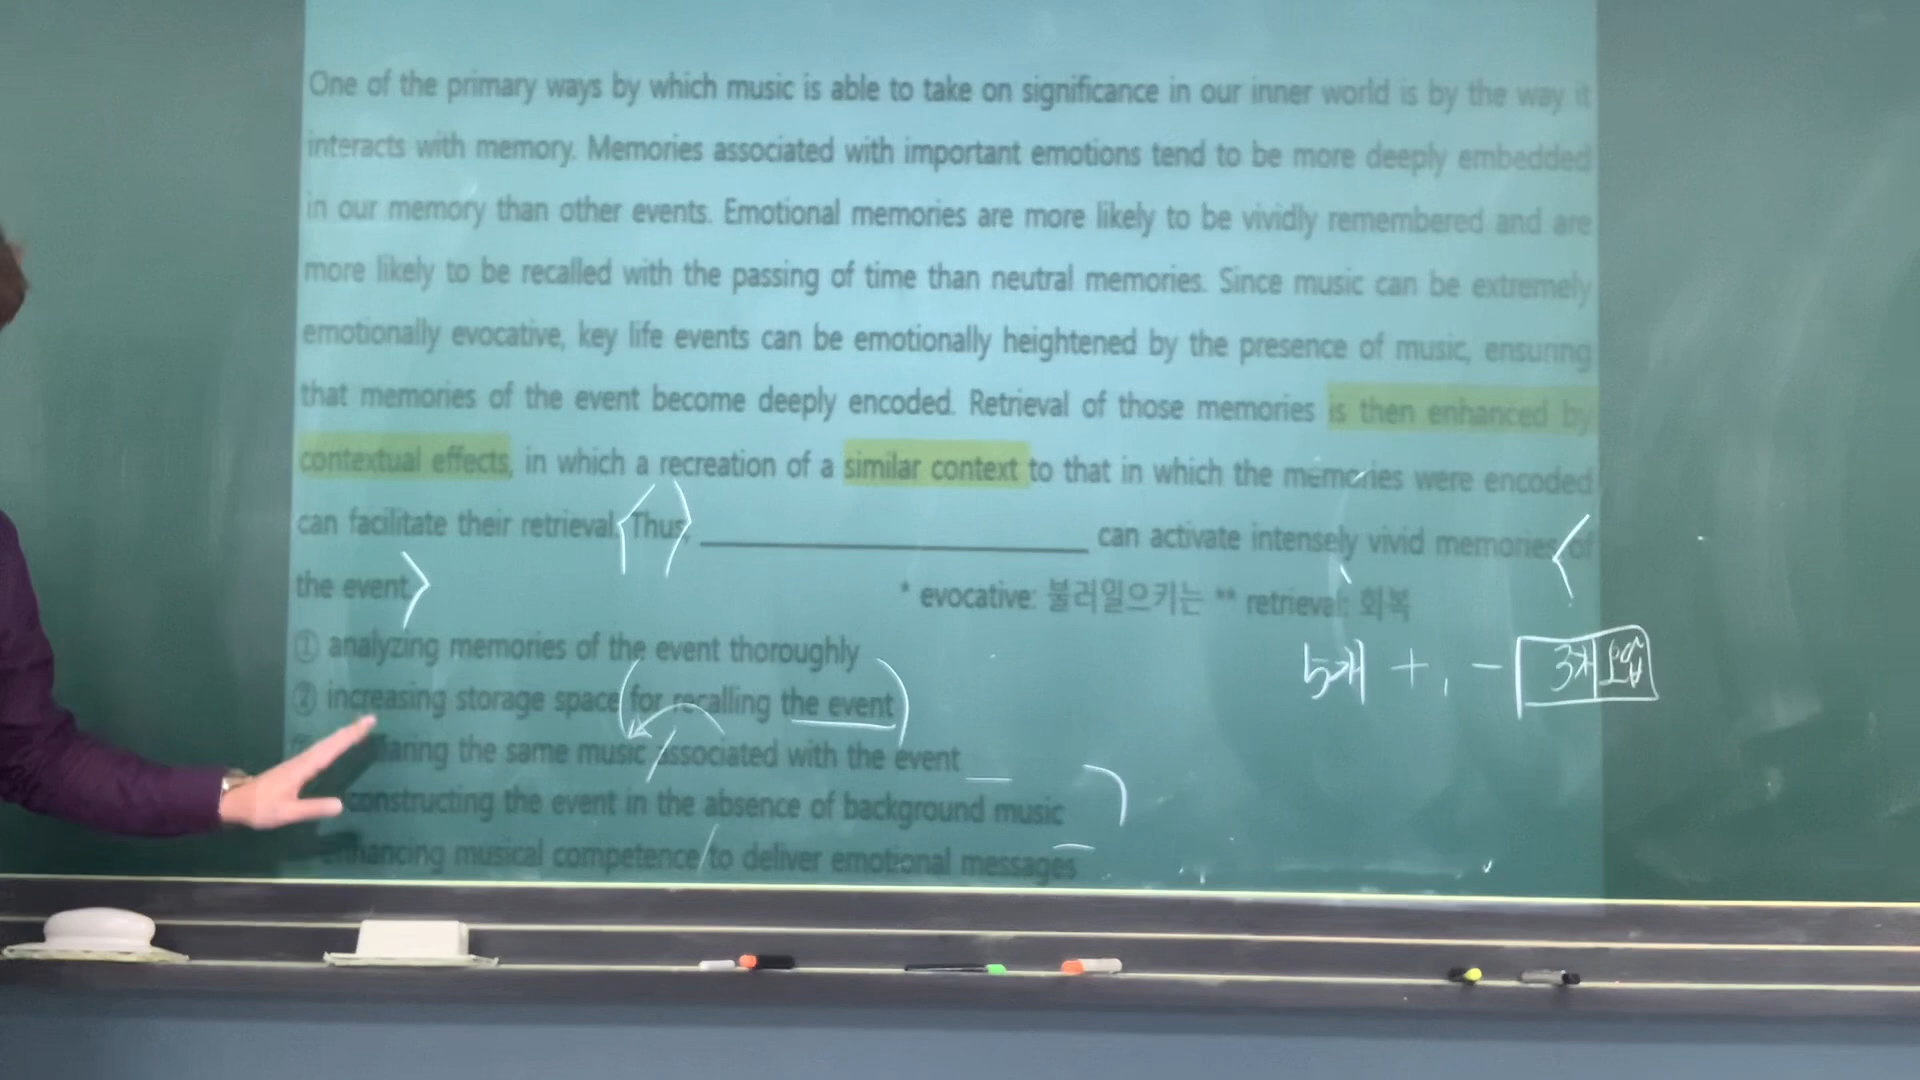 One of the primary ways by which music is able to take on significance in our inner world is by the way it
interacts with memory. Memories associated with important emotions tend to be more deeply embedded
in our memory than other events. Emotional memories are more likely to be vividly remembered and are
more likely to be recalled with the passing of time than neutral memories. Since music can be extremely
emotionally evocative, key life events can be emotionally heightened by the presence of music, ensuring
that memories of the event become deeply encoded. Retrieval of those memories is then enhanced by
contextual effects, in which a recreation of a similar context to that in which the memories were encoded
can facilitate their retrieval. Thus, ____________ can activate intensely vivid memories of
the event.
* evocative: 불러일으키는 ** retrieval: 회복
① analyzing memories of the event thoroughly
② increasing storage space for recalling the event
the same music associated with the event
constructing the event in the absence of background music
enhancing musical competence to deliver emotional messages
5개 +, - 3개